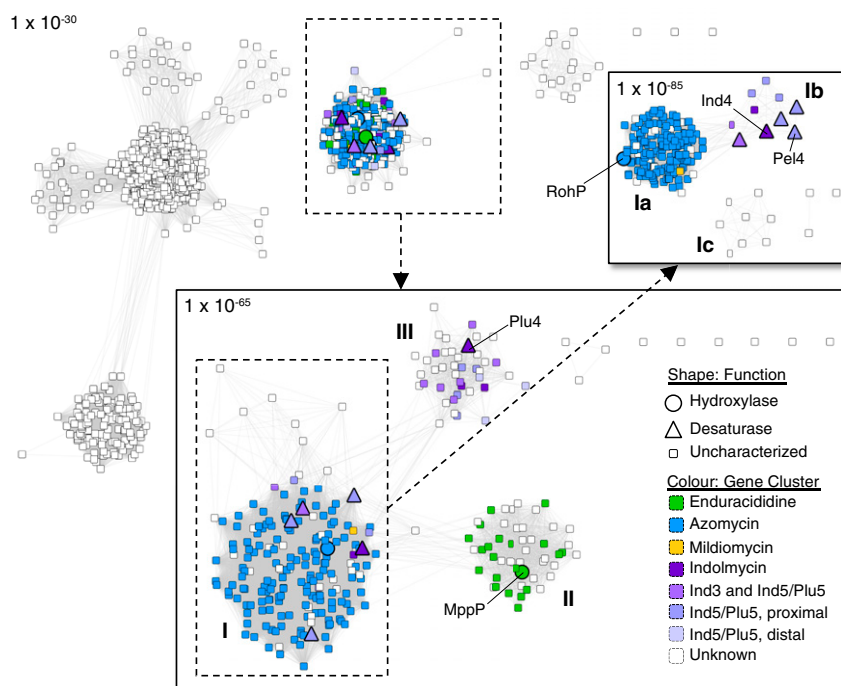 1 x 10⁻³⁰
1 x 10⁻⁸⁵
Ib
Ind4
Pel4
RohP
Ia
Ic
1 x 10⁻⁶⁵
III
Plu4
I
MppP
II
Shape: Function
Hydroxylase
Desaturase
Uncharacterized
Colour: Gene Cluster
Enduracididine
Azomycin
Mildiomycin
Indolmycin
Ind3 and Ind5/Plu5
Ind5/Plu5, proximal
Ind5/Plu5, distal
Unknown